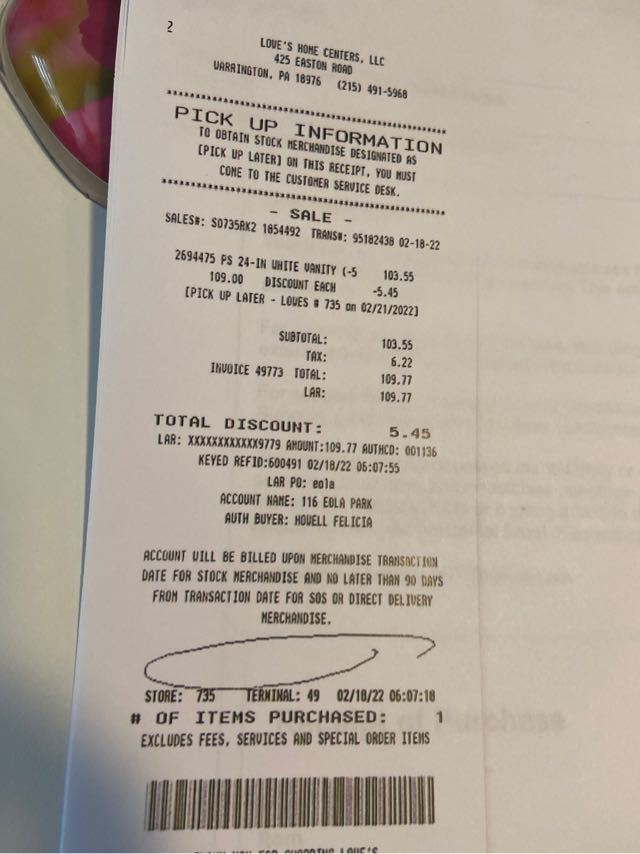 2
LOWE'S HOME CENTERS, LLC
425 EASTON ROAD
WARRINGTON, PA 18976 (215) 491-5968
************************************************
PICK UP INFORMATION
TO OBTAIN STOCK MERCHANDISE DESIGNATED AS
[PICK UP LATER] ON THIS RECEIPT, YOU MUST
COME TO THE CUSTOMER SERVICE DESK.
************************************************
- SALE -
SALES#: S0735RK2 1854492 TRANS#: 95182438 02-18-22
2694475 PS 24-IN WHITE VANITY (-5 103.55
109.00 DISCOUNT EACH -5.45
[PICK UP LATER - LOWES # 735 on 02/21/2022]
SUBTOTAL: 103.55
TAX: 6.22
INVOICE 49773 TOTAL: 109.77
LAR: 109.77
TOTAL DISCOUNT: 5.45
LAR: XXXXXXXXXXXX9779 AMOUNT:109.77 AUTHCD: 001136
KEYED REFID:600491 02/18/22 06:07:55
LAR PO: eola
ACCOUNT NAME: 116 EOLA PARK
AUTH BUYER: HOWELL FELICIA
ACCOUNT WILL BE BILLED UPON MERCHANDISE TRANSACTION
DATE FOR STOCK MERCHANDISE AND NO LATER THAN 90 DAYS
FROM TRANSACTION DATE FOR SOS OR DIRECT DELIVERY
MERCHANDISE.
STORE: 735 TERMINAL: 49 02/18/22 06:07:18
# OF ITEMS PURCHASED: 1
EXCLUDES FEES, SERVICES AND SPECIAL ORDER ITEMS